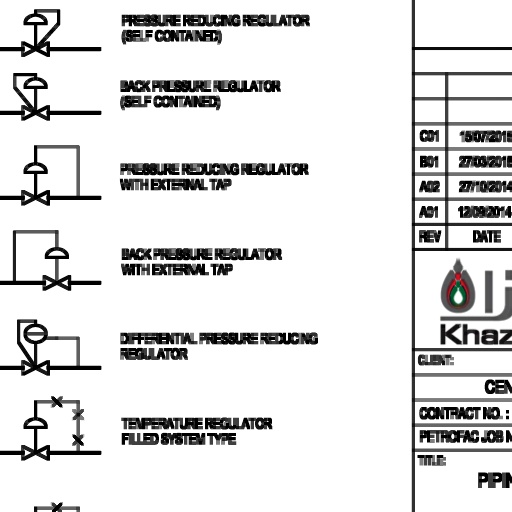 PRESSURE REDUCING REGULATOR
(SELF CONTAINED)
BACK PRESSURE REGULATOR
(SELF CONTAINED)
PRESSURE REDUCING REGULATOR
WITH EXTERNAL TAP
BACK PRESSURE REGULATOR
WITH EXTERNAL TAP
DIFFERENTIAL PRESSURE REDUCING
REGULATOR
TEMPERATURE REGULATOR
FILLED SYSTEM TYPE
C01 15/07/2015
B01 27/03/2015
A02 27/10/2014
A01 12/09/2014
REV DATE
Khaz
CLIENT:
CEN
CONTRACT NO. :
PETROFAC JOB N
TITLE:
PIPIN